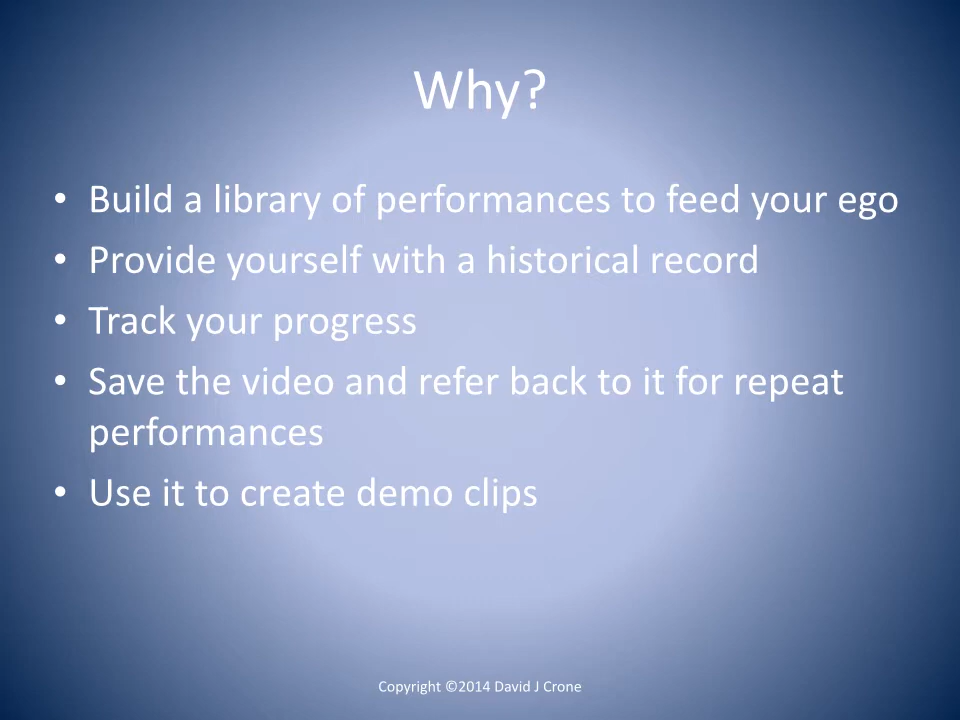 Why?
• Build a library of performances to feed your ego
• Provide yourself with a historical record
• Track your progress
• Save the video and refer back to it for repeat
performances
• Use it to create demo clips
Copyright ©2014 David J Crone